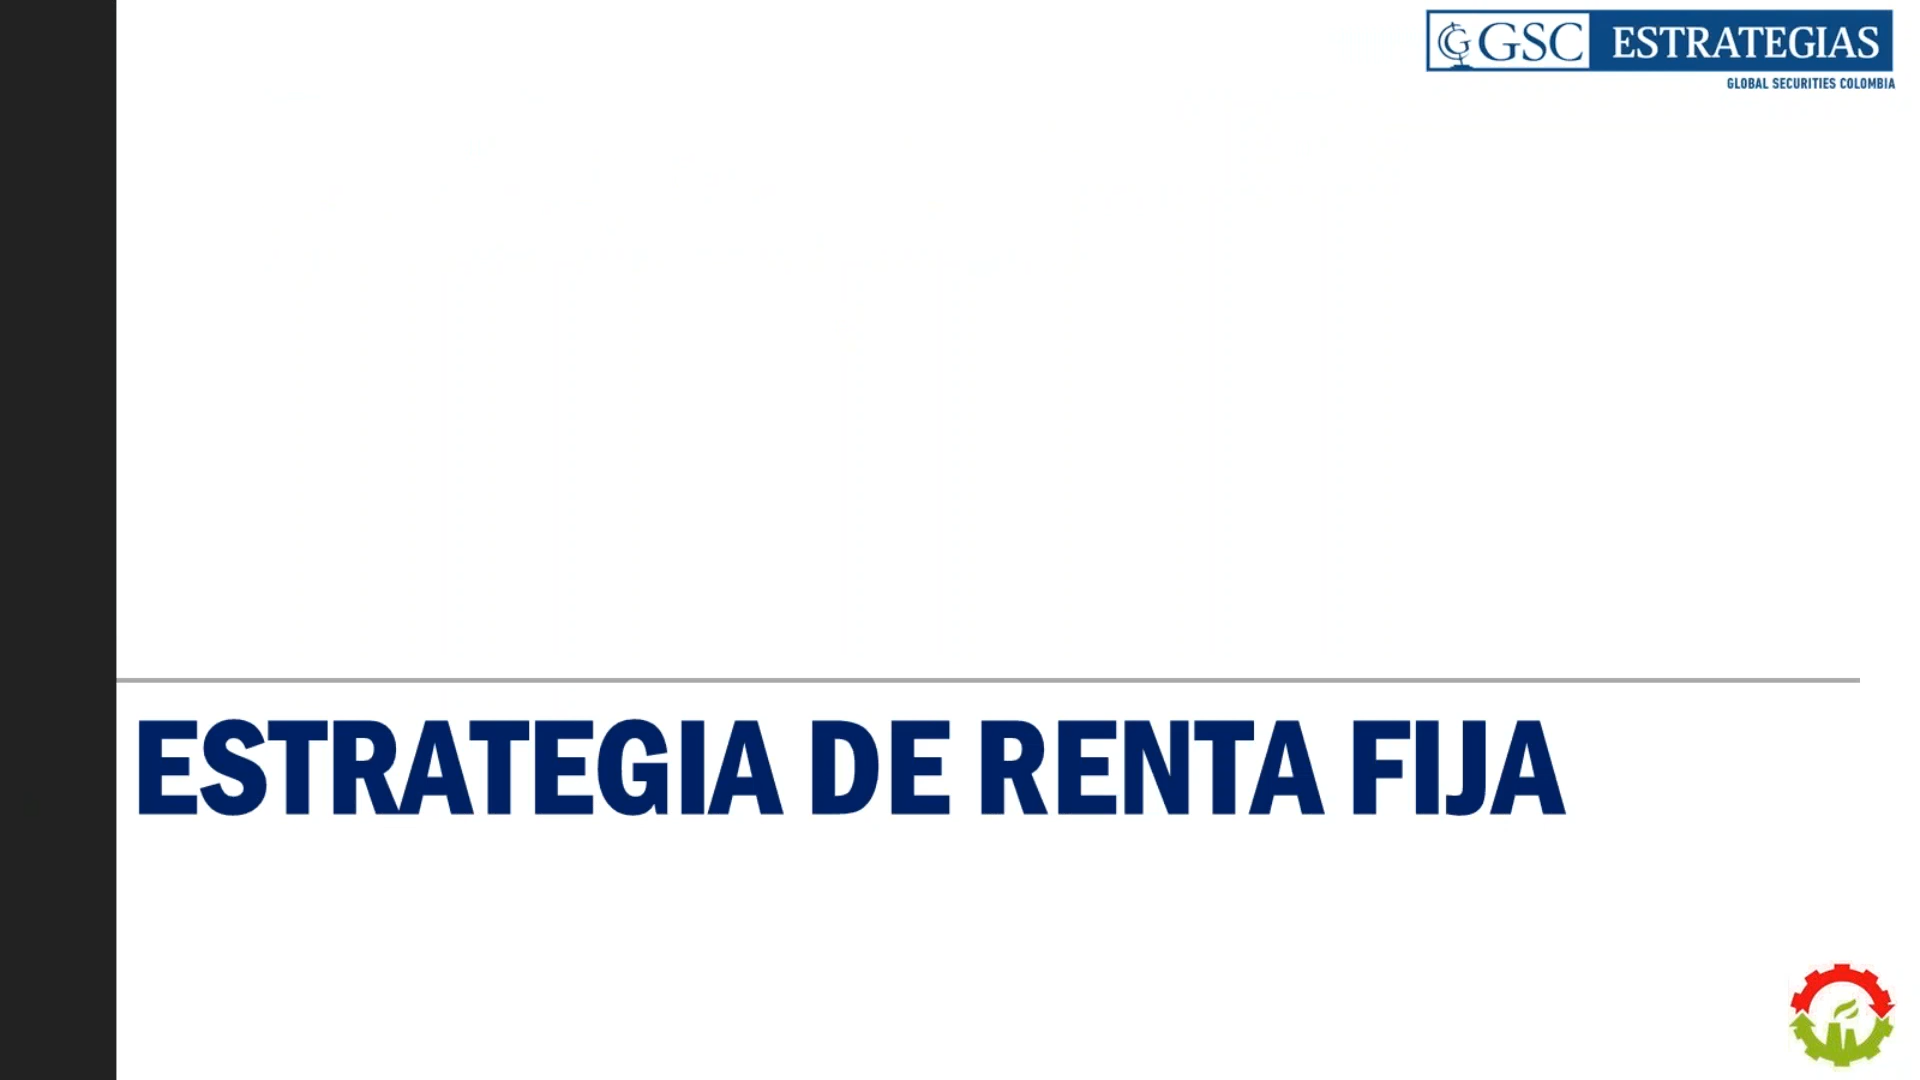 GSC ESTRATEGIAS
GLOBAL SECURITIES COLOMBIA
ESTRATEGIA DE RENTA FIJA